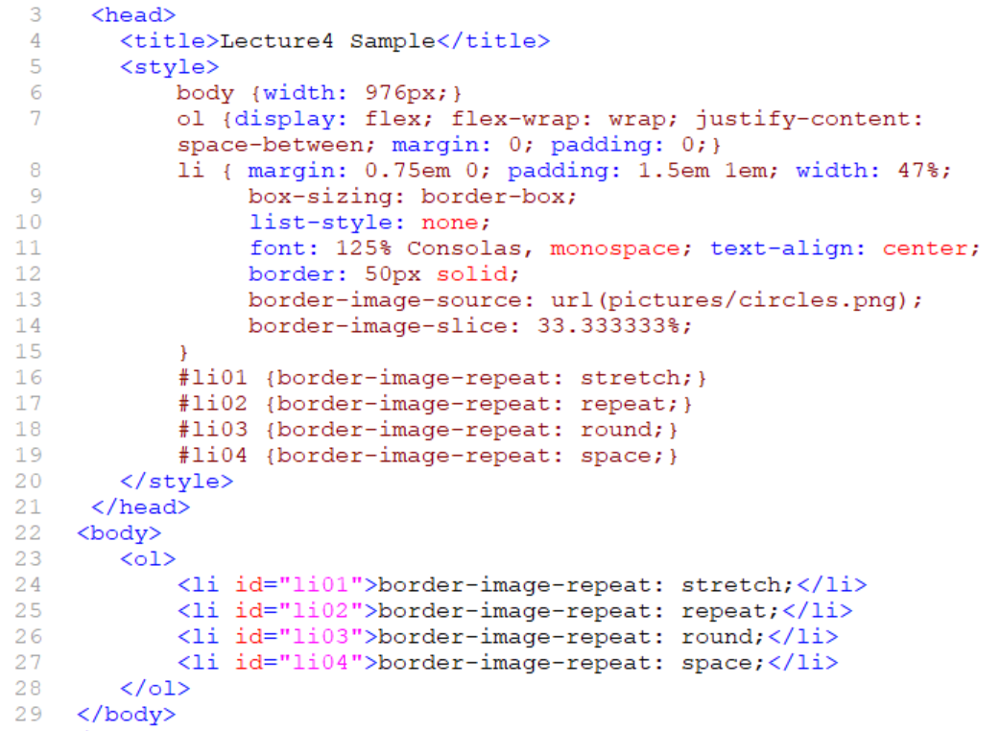 3 <head>
4 <title>Lecture4 Sample</title>
5 <style>
6 body {width: 976px;}
7 ol {display: flex; flex-wrap: wrap; justify-content:
space-between; margin: 0; padding: 0;}
8 li { margin: 0.75em 0; padding: 1.5em 1em; width: 47%;
9 box-sizing: border-box;
10 list-style: none;
11 font: 125% Consolas, monospace; text-align: center;
12 border: 50px solid;
13 border-image-source: url(pictures/circles.png);
14 border-image-slice: 33.333333%;
15 }
16 #li01 {border-image-repeat: stretch;}
17 #li02 {border-image-repeat: repeat;}
18 #li03 {border-image-repeat: round;}
19 #li04 {border-image-repeat: space;}
20 </style>
21 </head>
22 <body>
23 <ol>
24 <li id="li01">border-image-repeat: stretch;</li>
25 <li id="li02">border-image-repeat: repeat;</li>
26 <li id="li03">border-image-repeat: round;</li>
27 <li id="li04">border-image-repeat: space;</li>
28 </ol>
29 </body>